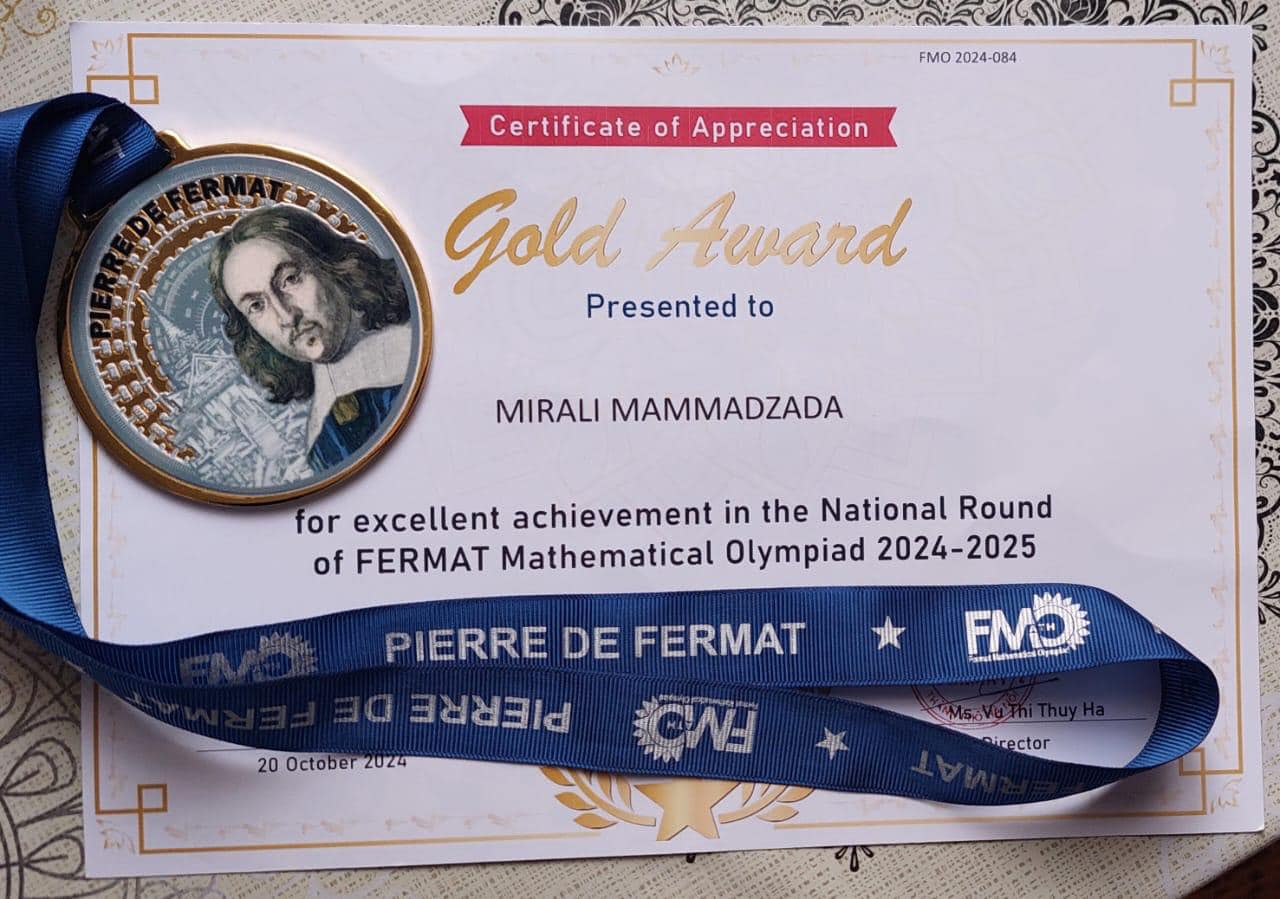 FMO 2024-084
Certificate of Appreciation
Gold Award
Presented to
MIRALI MAMMADZADA
for excellent achievement in the National Round
of FERMAT Mathematical Olympiad 2024-2025
PIERRE DE FERMAT
FMO PIERRE DE FERMAT FMO
PIERRE DE FERMAT FMO FERMAT
Ms. Vu Thi Thuy Ha
Director
20 October 2024